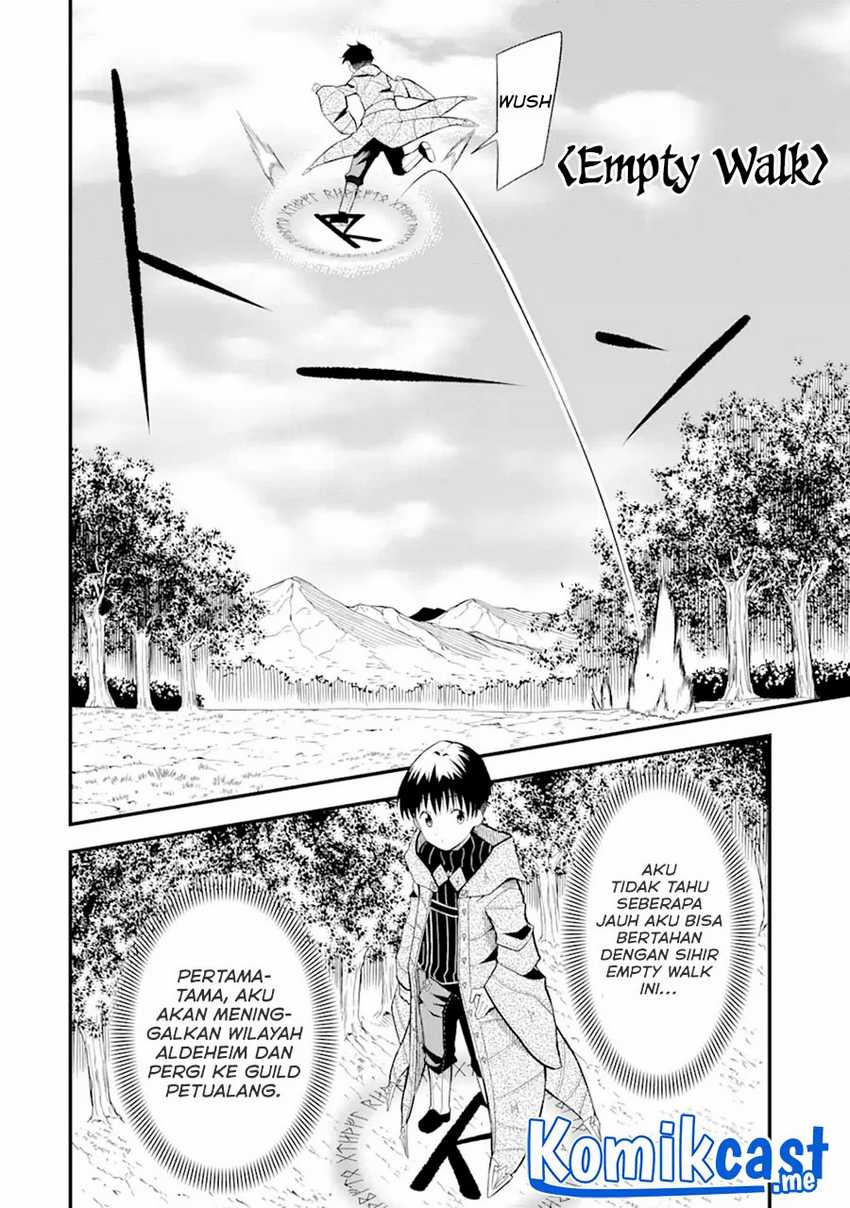 WUSH
<Empty Walk>
AKU
TIDAK TAHU
SEBERAPA
JAUH AKU BISA
BERTAHAN
DENGAN SIHIR
EMPTY WALK
INI...
PERTAMA-
TAMA, AKU
AKAN MENING-
GALKAN WILAYAH
ALDEHEIM DAN
PERGI KE GUILD
PETUALANG.
Komikcast
.me